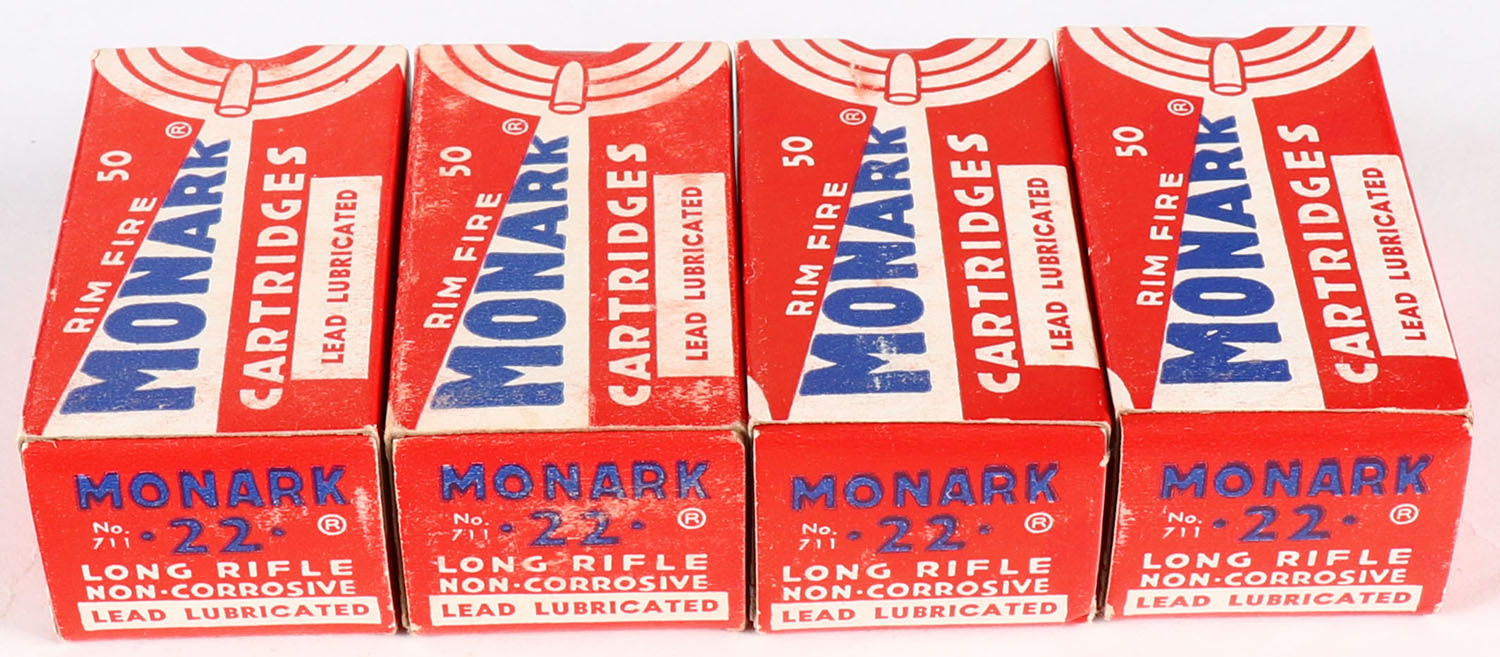 50 ®
RIM FIRE
MONARK
CARTRIDGES
LEAD LUBRICATED
MONARK
No. 711 • 22 • ®
LONG RIFLE
NON-CORROSIVE
LEAD LUBRICATED
50 ®
RIM FIRE
MONARK
CARTRIDGES
LEAD LUBRICATED
MONARK
No. 711 • 22 • ®
LONG RIFLE
NON-CORROSIVE
LEAD LUBRICATED
50 ®
RIM FIRE
MONARK
CARTRIDGES
LEAD LUBRICATED
MONARK
No. 711 • 22 • ®
LONG RIFLE
NON-CORROSIVE
LEAD LUBRICATED
50 ®
RIM FIRE
MONARK
CARTRIDGES
LEAD LUBRICATED
MONARK
No. 711 • 22 • ®
LONG RIFLE
NON-CORROSIVE
LEAD LUBRICATED